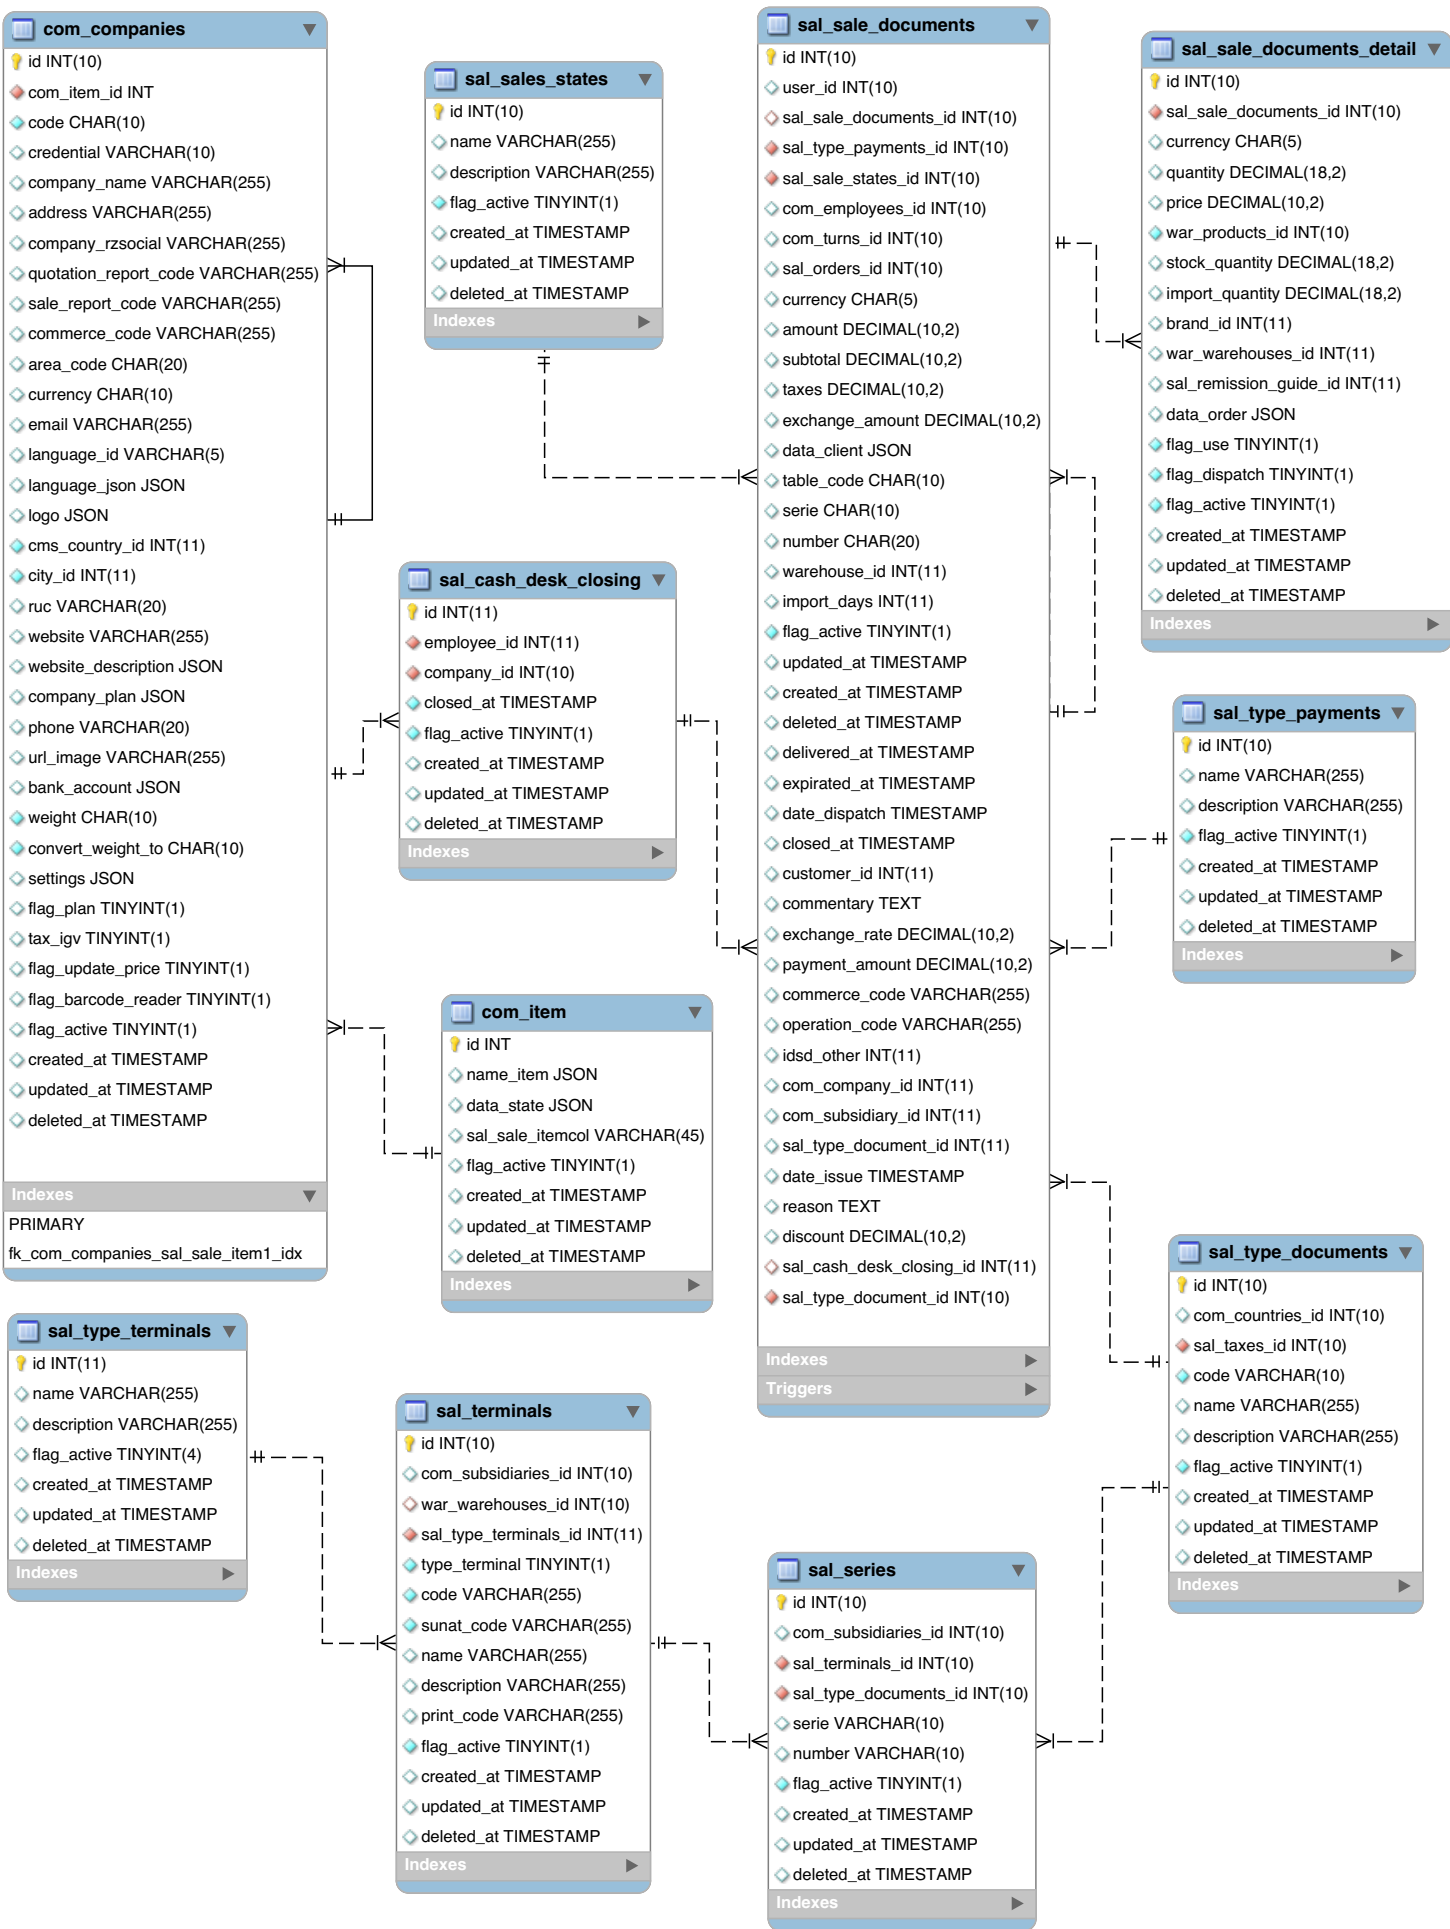 com_companies
id INT(10)
com_item_id INT
code CHAR(10)
credential VARCHAR(10)
company_name VARCHAR(255)
address VARCHAR(255)
company_rzsocial VARCHAR(255)
quotation_report_code VARCHAR(255)
sale_report_code VARCHAR(255)
commerce_code VARCHAR(255)
area_code CHAR(20)
currency CHAR(10)
email VARCHAR(255)
language_id VARCHAR(5)
language_json JSON
logo JSON
cms_country_id INT(11)
city_id INT(11)
ruc VARCHAR(20)
website VARCHAR(255)
website_description JSON
company_plan JSON
phone VARCHAR(20)
url_image VARCHAR(255)
bank_account JSON
weight CHAR(10)
convert_weight_to CHAR(10)
settings JSON
flag_plan TINYINT(1)
tax_igv TINYINT(1)
flag_update_price TINYINT(1)
flag_barcode_reader TINYINT(1)
flag_active TINYINT(1)
created_at TIMESTAMP
updated_at TIMESTAMP
deleted_at TIMESTAMP
Indexes
PRIMARY
fk_com_companies_sal_sale_item1_idx
sal_sales_states
id INT(10)
name VARCHAR(255)
description VARCHAR(255)
flag_active TINYINT(1)
created_at TIMESTAMP
updated_at TIMESTAMP
deleted_at TIMESTAMP
Indexes
sal_sale_documents
id INT(10)
user_id INT(10)
sal_sale_documents_id INT(10)
sal_type_payments_id INT(10)
sal_sale_states_id INT(10)
com_employees_id INT(10)
com_turns_id INT(10)
sal_orders_id INT(10)
currency CHAR(5)
amount DECIMAL(10,2)
subtotal DECIMAL(10,2)
taxes DECIMAL(10,2)
exchange_amount DECIMAL(10,2)
data_client JSON
table_code CHAR(10)
serie CHAR(10)
number CHAR(20)
warehouse_id INT(11)
import_days INT(11)
flag_active TINYINT(1)
updated_at TIMESTAMP
created_at TIMESTAMP
deleted_at TIMESTAMP
delivered_at TIMESTAMP
expirated_at TIMESTAMP
date_dispatch TIMESTAMP
closed_at TIMESTAMP
customer_id INT(11)
commentary TEXT
exchange_rate DECIMAL(10,2)
payment_amount DECIMAL(10,2)
commerce_code VARCHAR(255)
operation_code VARCHAR(255)
idsd_other INT(11)
com_company_id INT(11)
com_subsidiary_id INT(11)
sal_type_document_id INT(11)
date_issue TIMESTAMP
reason TEXT
discount DECIMAL(10,2)
sal_cash_desk_closing_id INT(11)
sal_type_document_id INT(10)
Indexes
Triggers
sal_sale_documents_detail
id INT(10)
sal_sale_documents_id INT(10)
currency CHAR(5)
quantity DECIMAL(18,2)
price DECIMAL(10,2)
war_products_id INT(10)
stock_quantity DECIMAL(18,2)
import_quantity DECIMAL(18,2)
brand_id INT(11)
war_warehouses_id INT(11)
sal_remission_guide_id INT(11)
data_order JSON
flag_use TINYINT(1)
flag_dispatch TINYINT(1)
flag_active TINYINT(1)
created_at TIMESTAMP
updated_at TIMESTAMP
deleted_at TIMESTAMP
Indexes
sal_cash_desk_closing
id INT(11)
employee_id INT(11)
company_id INT(10)
closed_at TIMESTAMP
flag_active TINYINT(1)
created_at TIMESTAMP
updated_at TIMESTAMP
deleted_at TIMESTAMP
Indexes
sal_type_payments
id INT(10)
name VARCHAR(255)
description VARCHAR(255)
flag_active TINYINT(1)
created_at TIMESTAMP
updated_at TIMESTAMP
deleted_at TIMESTAMP
Indexes
com_item
id INT
name_item JSON
data_state JSON
sal_sale_itemcol VARCHAR(45)
flag_active TINYINT(1)
created_at TIMESTAMP
updated_at TIMESTAMP
deleted_at TIMESTAMP
Indexes
sal_type_documents
id INT(10)
com_countries_id INT(10)
sal_taxes_id INT(10)
code VARCHAR(10)
name VARCHAR(255)
description VARCHAR(255)
flag_active TINYINT(1)
created_at TIMESTAMP
updated_at TIMESTAMP
deleted_at TIMESTAMP
Indexes
sal_type_terminals
id INT(11)
name VARCHAR(255)
description VARCHAR(255)
flag_active TINYINT(4)
created_at TIMESTAMP
updated_at TIMESTAMP
deleted_at TIMESTAMP
Indexes
sal_terminals
id INT(10)
com_subsidiaries_id INT(10)
war_warehouses_id INT(10)
sal_type_terminals_id INT(11)
type_terminal TINYINT(1)
code VARCHAR(255)
sunat_code VARCHAR(255)
name VARCHAR(255)
description VARCHAR(255)
print_code VARCHAR(255)
flag_active TINYINT(1)
created_at TIMESTAMP
updated_at TIMESTAMP
deleted_at TIMESTAMP
Indexes
sal_series
id INT(10)
com_subsidiaries_id INT(10)
sal_terminals_id INT(10)
sal_type_documents_id INT(10)
serie VARCHAR(10)
number VARCHAR(10)
flag_active TINYINT(1)
created_at TIMESTAMP
updated_at TIMESTAMP
deleted_at TIMESTAMP
Indexes